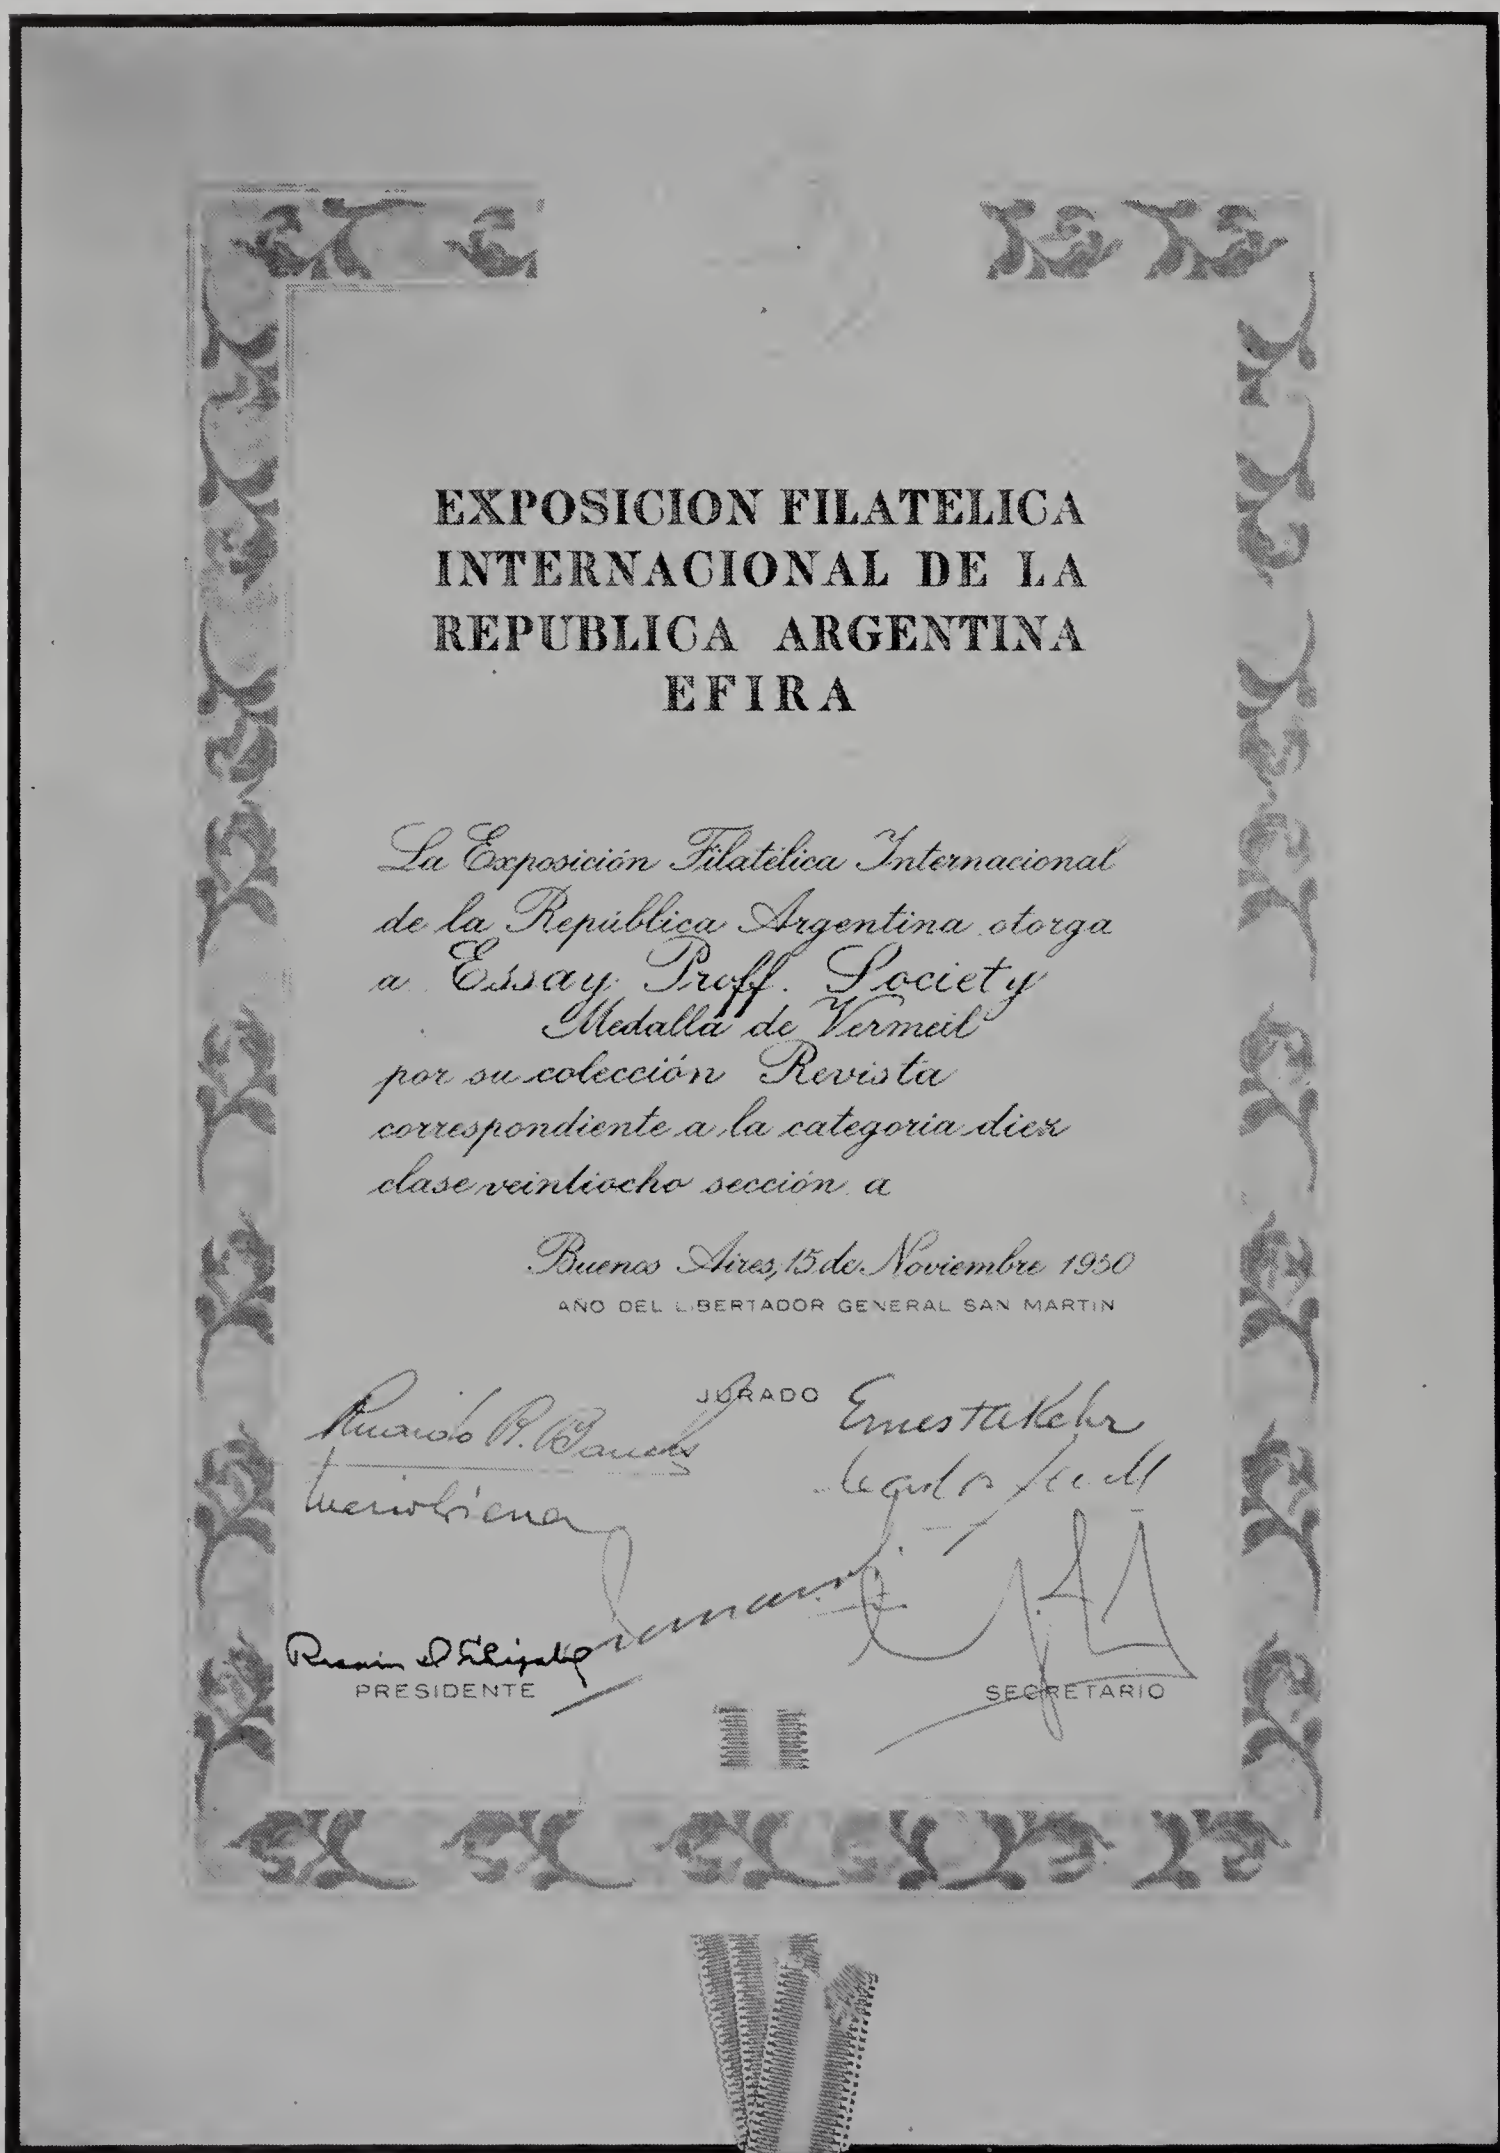 EXPOSICION FILATELICA
INTERNACIONAL DE LA
REPUBLICA ARGENTINA
EFIRA
La Exposición Filatélica Internacional
de la República Argentina otorga
a Essay Proff. Society
Medalla de Vermeil
por su colección Revista
correspondiente a la categoria diez
clase veintiocho sección a
Buenos Aires, 15 de Noviembre 1950
AÑO DEL LIBERTADOR GENERAL SAN MARTIN
JURADO
Ernest A Kehr
Ricardo R.
PRESIDENTE
SECRETARIO